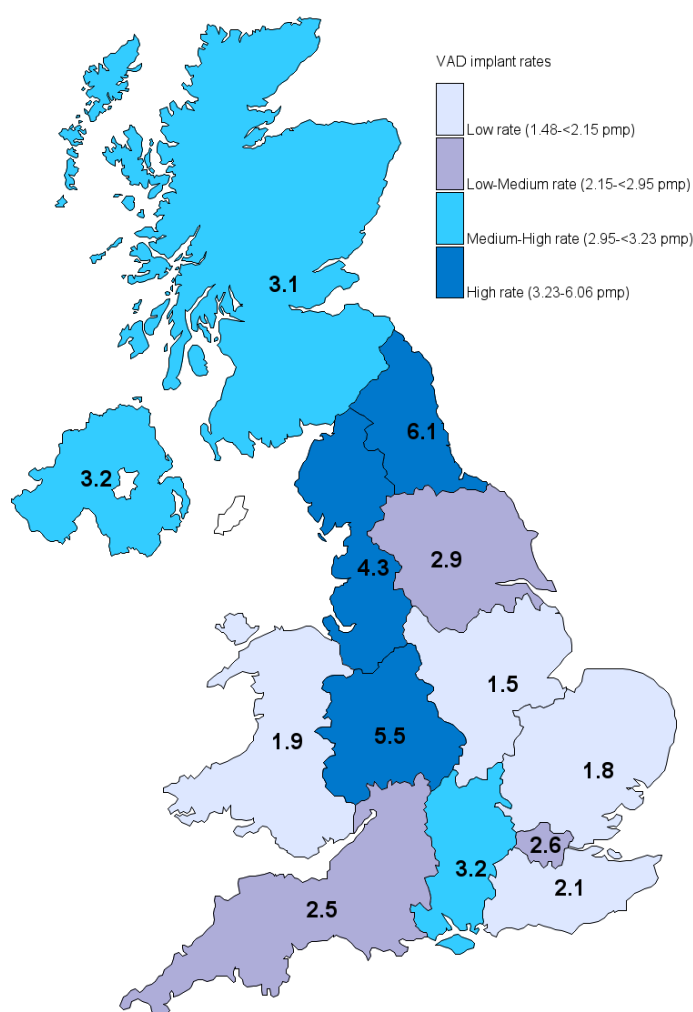 VAD implant rates
Low rate (1.48-<2.15 pmp)
Low-Medium rate (2.15-<2.95 pmp)
Medium-High rate (2.95-<3.23 pmp)
High rate (3.23-6.06 pmp)
3.1
6.1
3.2
2.9
4.3
1.5
1.9
5.5
1.8
2.6
3.2
2.1
2.5